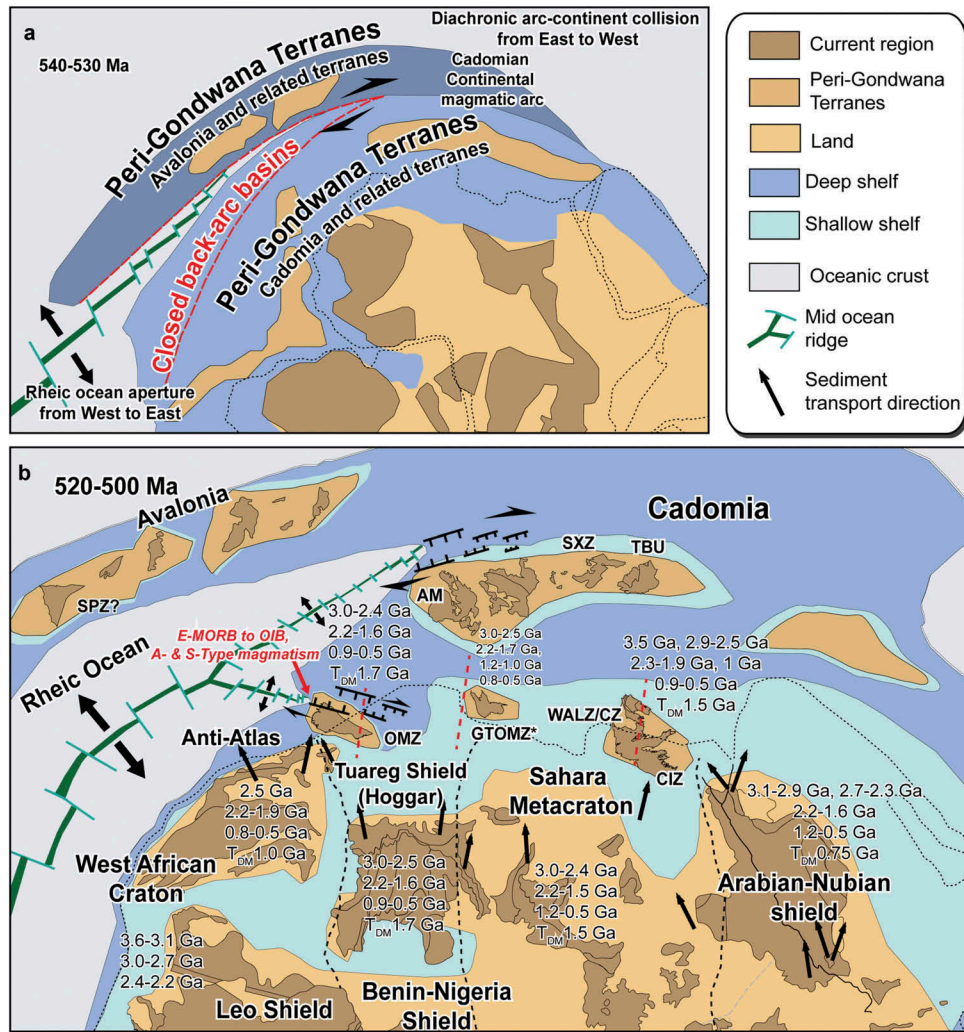 a
540-530 Ma
Diachronic arc-continent collision
from East to West
Peri-Gondwana Terranes
Avalonia and related terranes
Cadomian
Continental
magmatic arc
Closed back-arc basins
Peri-Gondwana Terranes
Cadomia and related terranes
Rheic ocean aperture
from West to East
Current region
Peri-Gondwana
Terranes
Land
Deep shelf
Shallow shelf
Oceanic crust
Mid ocean
ridge
Sediment
transport direction
b
520-500 Ma
Avalonia
Cadomia
SPZ?
SXZ
TBU
AM
E-MORB to OIB,
A- & S-Type magmatism
Rheic Ocean
3.0-2.4 Ga
2.2-1.6 Ga
0.9-0.5 Ga
TDM1.7 Ga
3.0-2.5 Ga
2.2-1.7 Ga,
1.2-1.0 Ga
0.8-0.5 Ga
3.5 Ga, 2.9-2.5 Ga
2.3-1.9 Ga, 1 Ga
0.9-0.5 Ga
TDM1.5 Ga
OMZ
GTOMZ*
WALZ/CZ
CIZ
Anti-Atlas
Tuareg Shield
(Hoggar)
Sahara
Metacraton
2.5 Ga
2.2-1.9 Ga
0.8-0.5 Ga
TDM1.0 Ga
West African
Craton
3.0-2.5 Ga
2.2-1.6 Ga
0.9-0.5 Ga
TDM1.7 Ga
3.0-2.4 Ga
2.2-1.5 Ga
1.2-0.5 Ga
TDM1.5 Ga
3.1-2.9 Ga, 2.7-2.3 Ga,
2.2-1.6 Ga
1.2-0.5 Ga
TDM0.75 Ga
Arabian-Nubian
shield
3.6-3.1 Ga
3.0-2.7 Ga
2.4-2.2 Ga
Leo Shield
Benin-Nigeria
Shield